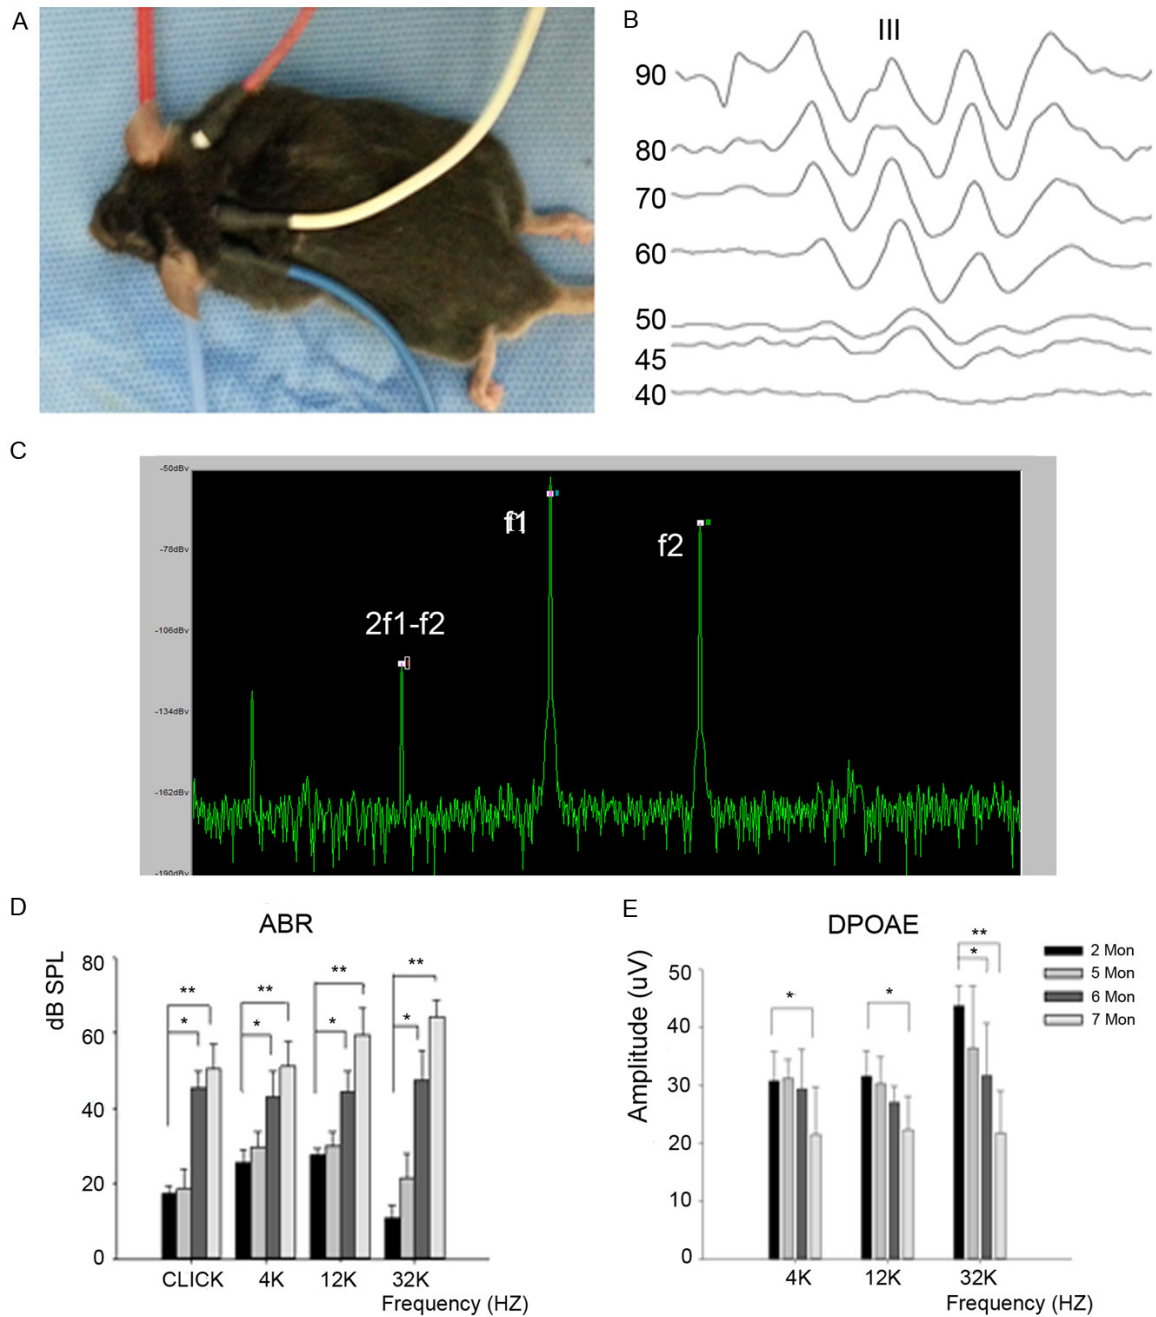 A
B
III
90
80
70
60
50
45
40
C
-50dBv
-78dBv
-106dBv
-134dBv
-162dBv
-190dBv
f1
f2
2f1-f2
D
ABR
dB SPL
80
60
40
20
0
**
*
**
*
**
*
**
*
CLICK
4K
12K
32K
Frequency (HZ)
E
DPOAE
Amplitude (uV)
50
40
30
20
10
0
*
*
**
*
4K
12K
32K
Frequency (HZ)
2 Mon
5 Mon
6 Mon
7 Mon